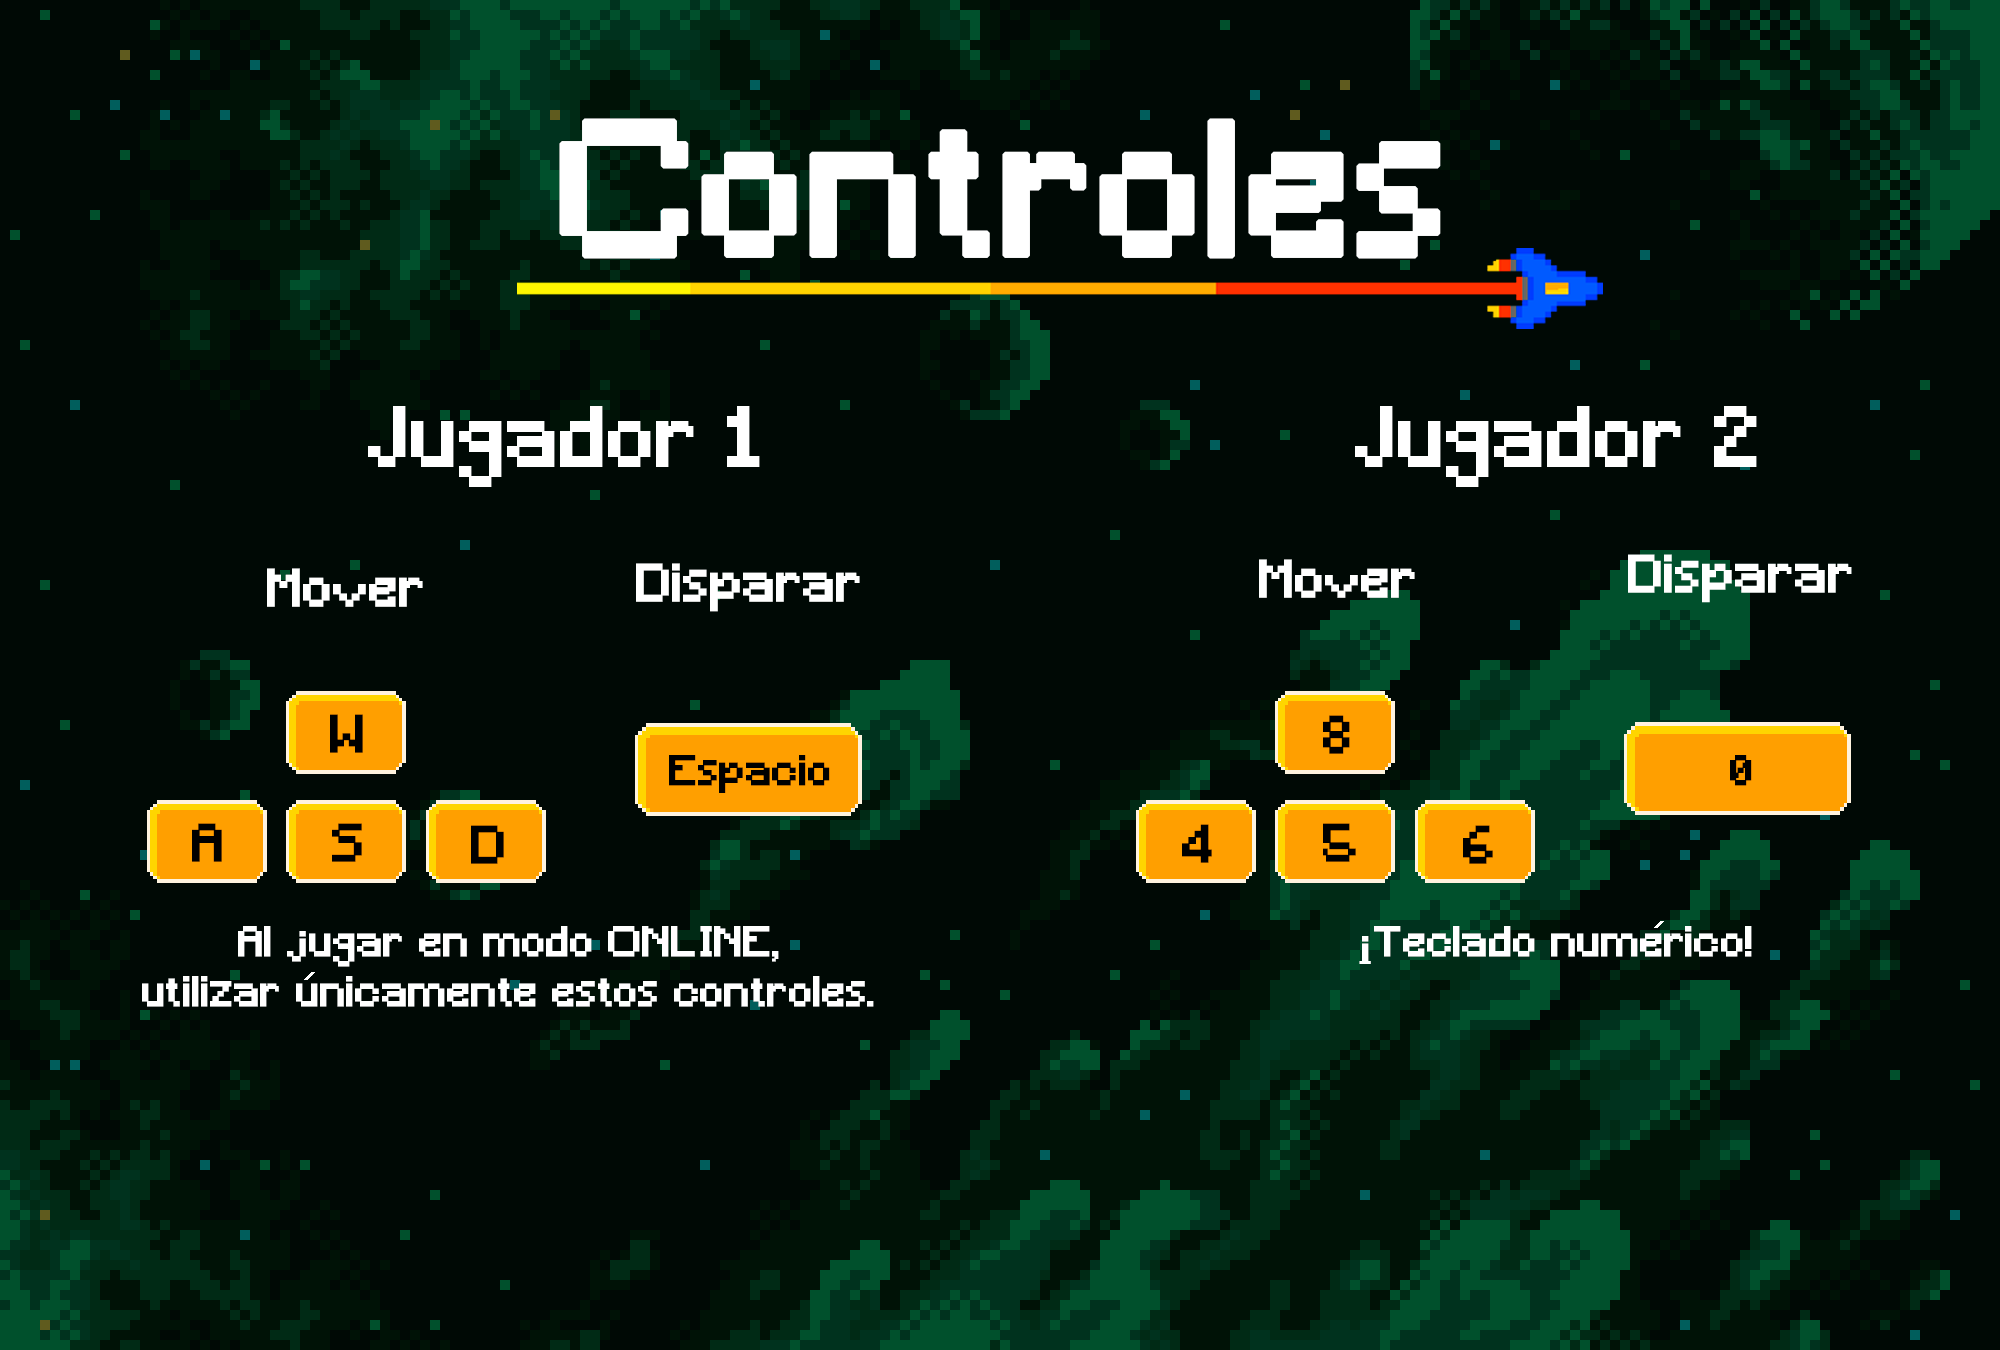 Controles
Jugador 1
Mover
Disparar
W
Espacio
A S D
Al jugar en modo ONLINE,
utilizar únicamente estos controles.
Jugador 2
Mover
Disparar
8
0
4 5 6
¡Teclado numérico!